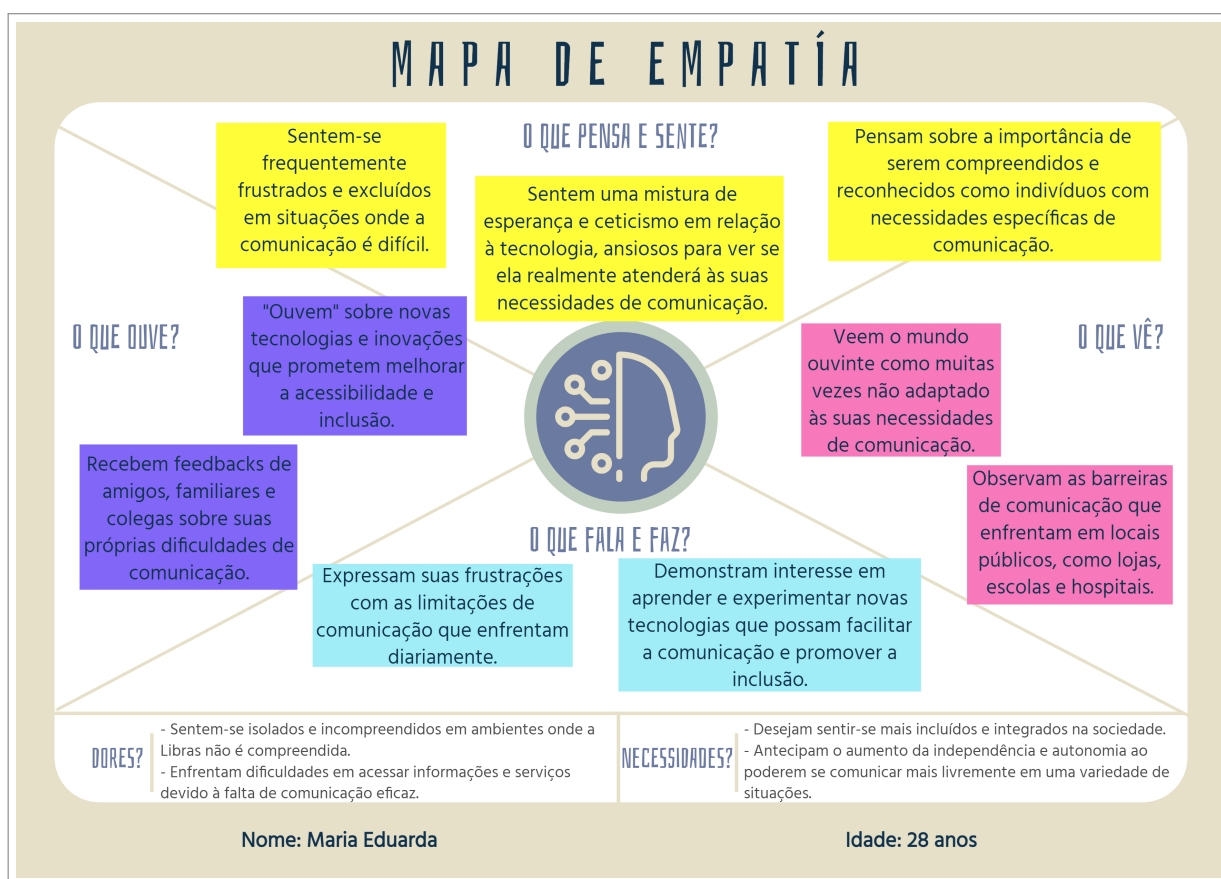 MAPA DE EMPATÍA
O QUE PENSA E SENTE?
Sentem-se
frequentemente
frustrados e excluídos
em situações onde a
comunicação é difícil.
Sentem uma mistura de
esperança e ceticismo em relação
à tecnologia, ansiosos para ver se
ela realmente atenderá às suas
necessidades de comunicação.
Pensam sobre a importância de
serem compreendidos e
reconhecidos como indivíduos com
necessidades específicas de
comunicação.
O QUE OUVE?
"Ouvem" sobre novas
tecnologias e inovações
que prometem melhorar
a acessibilidade e
inclusão.
Recebem feedbacks de
amigos, familiares e
colegas sobre suas
próprias dificuldades de
comunicação.
O QUE VÊ?
Veem o mundo
ouvinte como muitas
vezes não adaptado
às suas necessidades
de comunicação.
Observam as barreiras
de comunicação que
enfrentam em locais
públicos, como lojas,
escolas e hospitais.
O QUE FALA E FAZ?
Expressam suas frustrações
com as limitações de
comunicação que enfrentam
diariamente.
Demonstram interesse em
aprender e experimentar novas
tecnologias que possam facilitar
a comunicação e promover a
inclusão.
DORES?
- Sentem-se isolados e incompreendidos em ambientes onde a
Libras não é compreendida.
- Enfrentam dificuldades em acessar informações e serviços
devido à falta de comunicação eficaz.
NECESSIDADES?
- Desejam sentir-se mais incluídos e integrados na sociedade.
- Antecipam o aumento da independência e autonomia ao
poderem se comunicar mais livremente em uma variedade de
situações.
Nome: Maria Eduarda
Idade: 28 anos